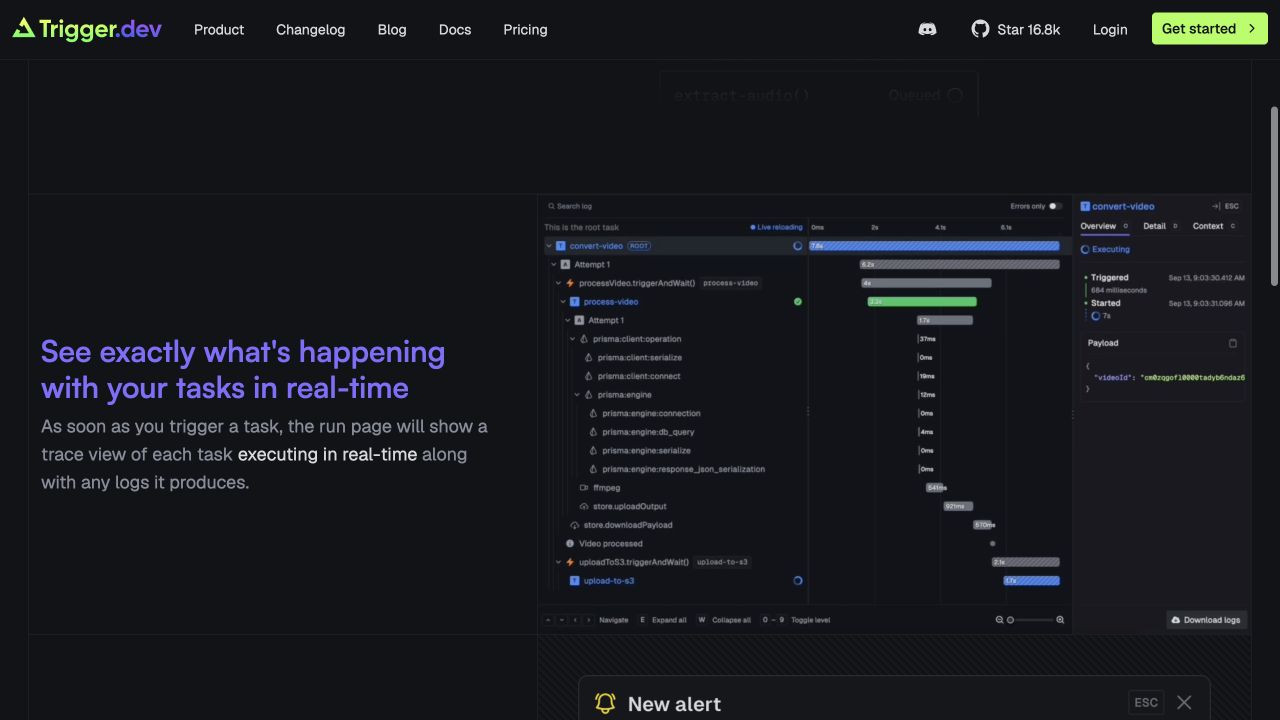 Trigger.dev
Product
Changelog
Blog
Docs
Pricing
Star 16.8k
Login
Get started
extract-audio()
Queued
See exactly what's happening
with your tasks in real-time
As soon as you trigger a task, the run page will show a
trace view of each task executing in real-time along
with any logs it produces.
Search log
Errors only
This is the root task
Live reloading
0ms
2s
4.1s
6.1s
convert-video ROOT
7.8s
A Attempt 1
6.2s
processVideo.triggerAndWait() process-video
4s
T process-video
3.3s
A Attempt 1
1.7s
prisma:client:operation
37ms
prisma:client:serialize
0ms
prisma:client:connect
19ms
prisma:engine
12ms
prisma:engine:connection
0ms
prisma:engine:db_query
4ms
prisma:engine:serialize
0ms
prisma:engine:response_json_serialization
0ms
ffmpeg
541ms
store.uploadOutput
921ms
store.downloadPayload
570ms
Video processed
uploadToS3.triggerAndWait() upload-to-s3
2.1s
T upload-to-s3
1.7s
Navigate
E Expand all
W Collapse all
0 – 9 Toggle level
T convert-video
ESC
Overview O
Detail D
Context C
Executing
Triggered
Sep 13, 9:03:30.412 AM
684 milliseconds
Started
Sep 13, 9:03:31.096 AM
7s
Payload
{
"videoId": "cm0zqgofl0000tadyb6ndaz6
}
Download logs
New alert
ESC